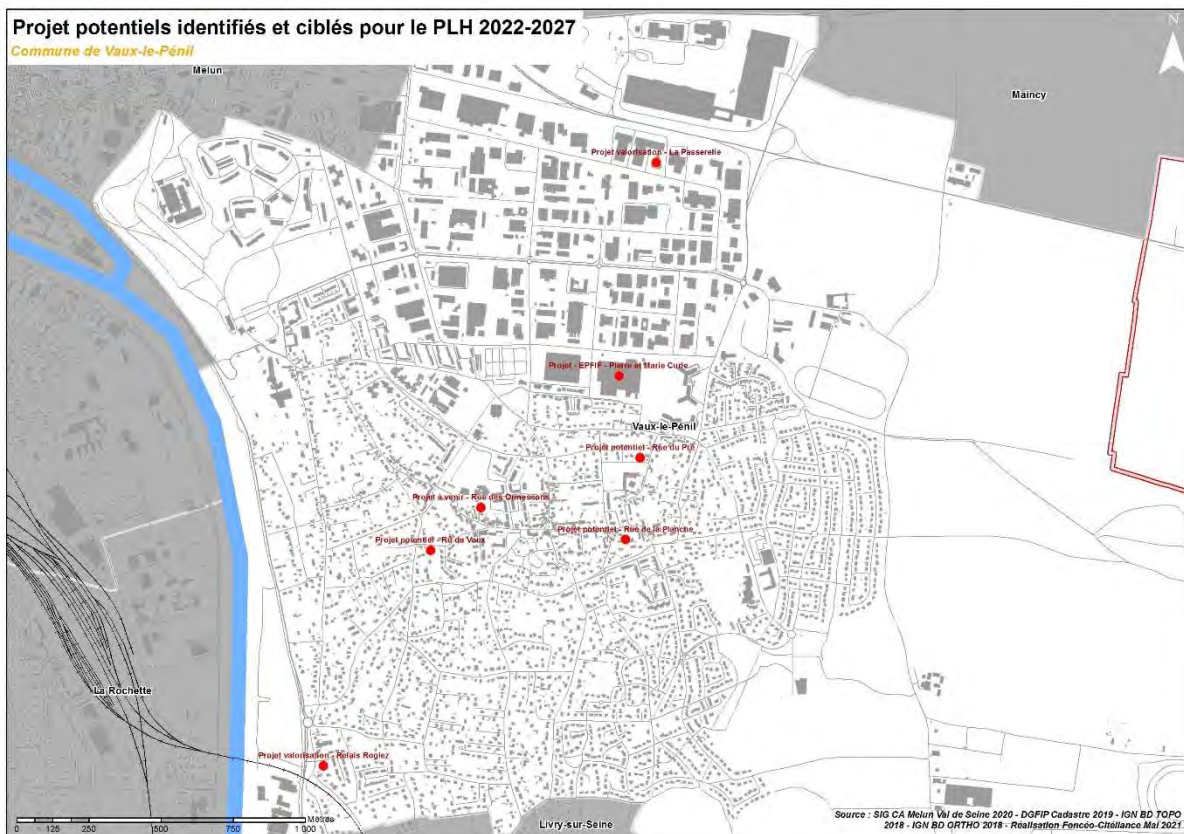 Projet potentiels identifiés et ciblés pour le PLH 2022-2027
Commune de Vaux-le-Pénil
N
Melun
Maincy
Projet valorisation - La Passerelle
Projet - EPFIF - Pierre et Marie Curie
Vaux-le-Pénil
Projet potentiel - Rue du Pré
Projet à venir - Rue des Ormessons
Projet potentiel - Rue de la Planche
Projet potentiel - Ru du Vaux
La Rochette
Projet valorisation - Relais Rogiez
Mètres
0 125 250 500 750 1 000
Livry-sur-Seine
Source : SIG CA Melun Val de Seine 2020 - DGFIP Cadastre 2019 - IGN BD TOPO
2018 - IGN BD ORTHO 2018 - Réalisation Foncéo-Citéliance Mai 2021